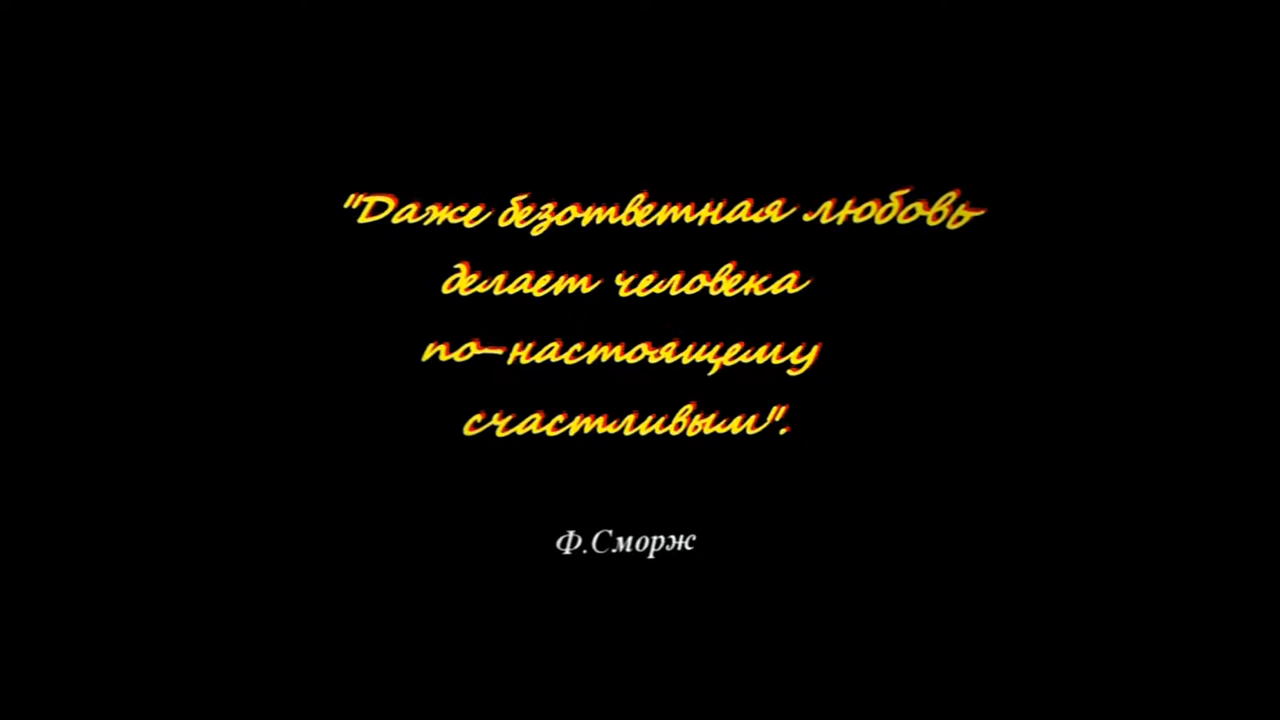 "Даже безответная любовь
делает человека
по-настоящему
счастливым".
Ф.Сморж